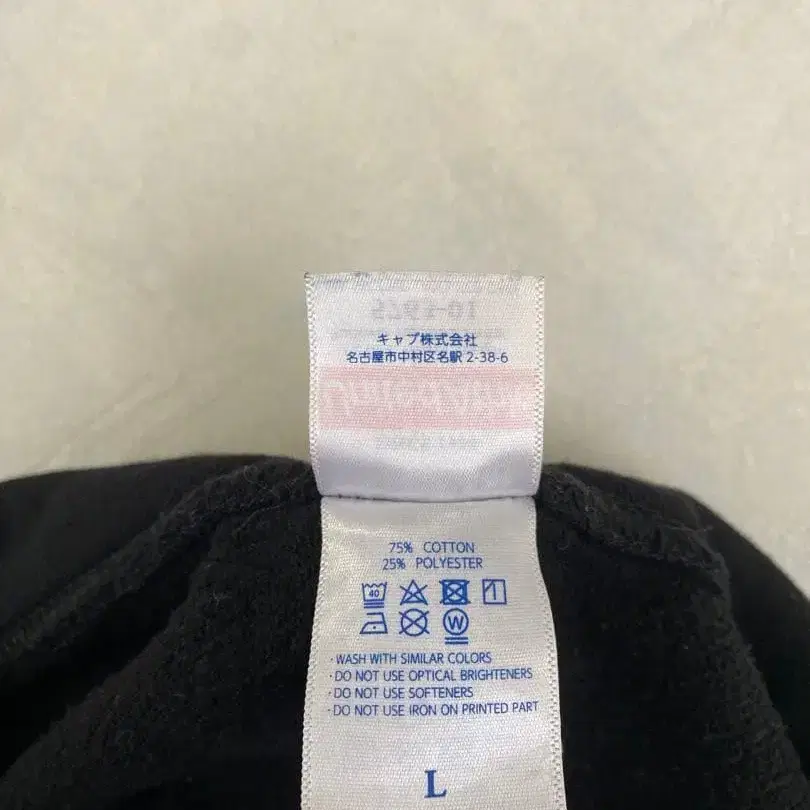 キャブ株式会社
名古屋市中村区名駅 2-38-6
75% COTTON
25% POLYESTER
40
W
·WASH WITH SIMILAR COLORS
·DO NOT USE OPTICAL BRIGHTENERS
·DO NOT USE SOFTENERS
·DO NOT USE IRON ON PRINTED PART
L